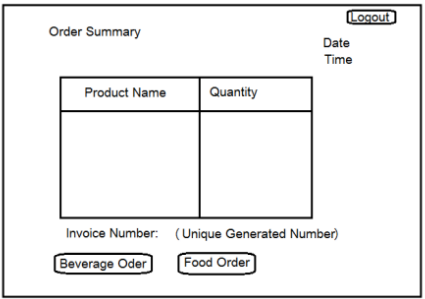 Logout
Order Summary
Date
Time
Product Name Quantity
Invoice Number: ( Unique Generated Number)
Beverage Oder Food Order